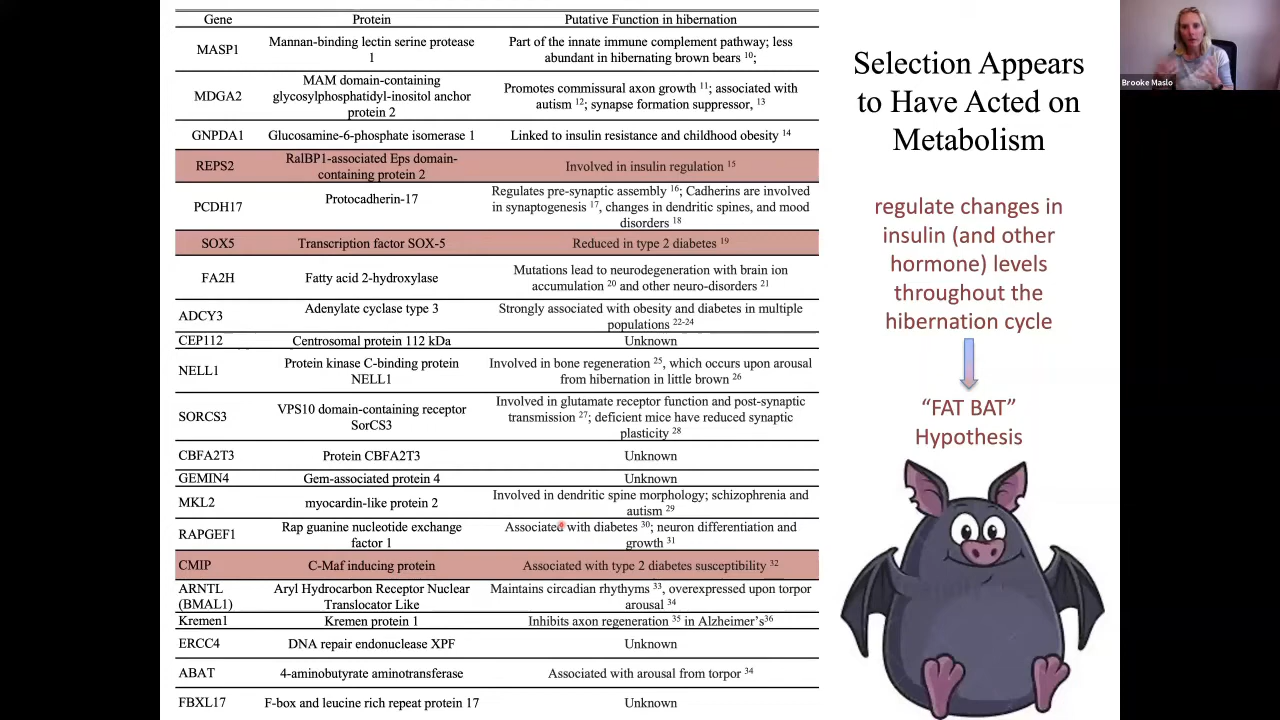 Gene Protein Putative Function in hibernation
MASP1 Mannan-binding lectin serine protease 1 Part of the innate immune complement pathway; less abundant in hibernating brown bears 10;
MDGA2 MAM domain-containing glycosylphosphatidyl-inositol anchor protein 2 Promotes commissural axon growth 11; associated with autism 12; synapse formation suppressor, 13
GNPDA1 Glucosamine-6-phosphate isomerase 1 Linked to insulin resistance and childhood obesity 14
REPS2 RalBP1-associated Eps domain-containing protein 2 Involved in insulin regulation 15
PCDH17 Protocadherin-17 Regulates pre-synaptic assembly 16; Cadherins are involved in synaptogenesis 17, changes in dendritic spines, and mood disorders 18
SOX5 Transcription factor SOX-5 Reduced in type 2 diabetes 19
FA2H Fatty acid 2-hydroxylase Mutations lead to neurodegeneration with brain ion accumulation 20 and other neuro-disorders 21
ADCY3 Adenylate cyclase type 3 Strongly associated with obesity and diabetes in multiple populations 22-24
CEP112 Centrosomal protein 112 kDa Unknown
NELL1 Protein kinase C-binding protein NELL1 Involved in bone regeneration 25, which occurs upon arousal from hibernation in little brown 26
SORCS3 VPS10 domain-containing receptor SorCS3 Involved in glutamate receptor function and post-synaptic transmission 27; deficient mice have reduced synaptic plasticity 28
CBFA2T3 Protein CBFA2T3 Unknown
GEMIN4 Gem-associated protein 4 Unknown
MKL2 myocardin-like protein 2 Involved in dendritic spine morphology; schizophrenia and autism 29
RAPGEF1 Rap guanine nucleotide exchange factor 1 Associated with diabetes 30; neuron differentiation and growth 31
CMIP C-Maf inducing protein Associated with type 2 diabetes susceptibility 32
ARNTL (BMAL1) Aryl Hydrocarbon Receptor Nuclear Translocator Like Maintains circadian rhythms 33, overexpressed upon torpor arousal 34
Kremen1 Kremen protein 1 Inhibits axon regeneration 35 in Alzheimer's36
ERCC4 DNA repair endonuclease XPF Unknown
ABAT 4-aminobutyrate aminotransferase Associated with arousal from torpor 34
FBXL17 F-box and leucine rich repeat protein 17 Unknown
Selection Appears
to Have Acted on
Metabolism
regulate changes in
insulin (and other
hormone) levels
throughout the
hibernation cycle
"FAT BAT"
Hypothesis
Brooke Maslo